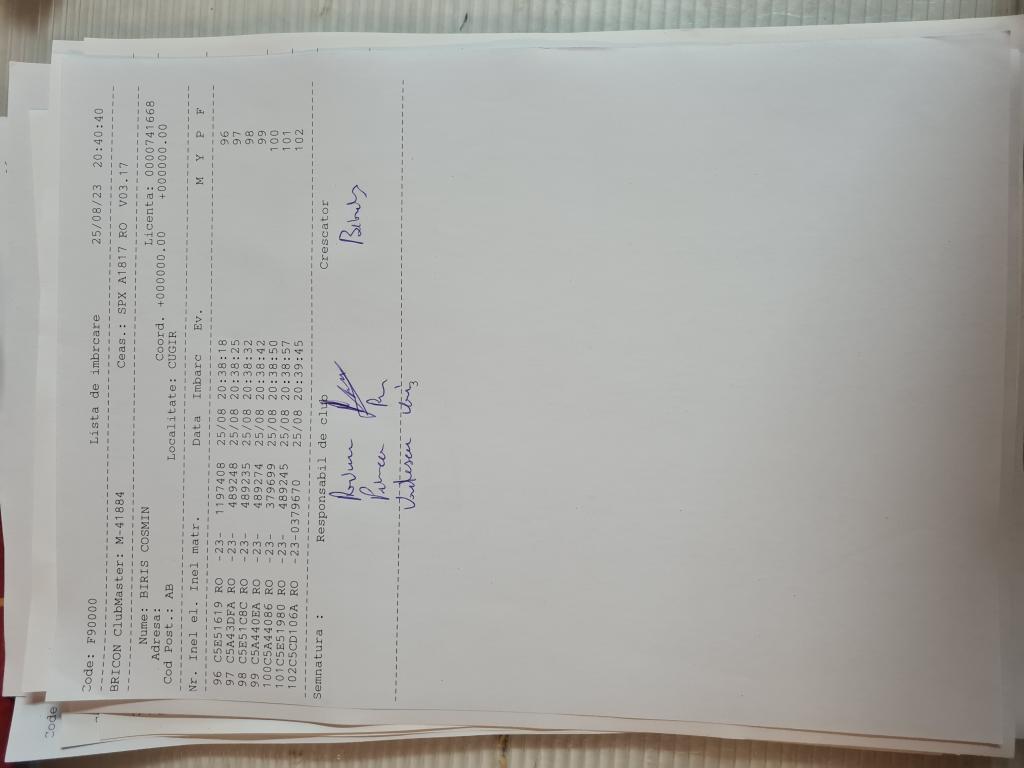 Code: F90000 Lista de imbrcare 25/08/23 20:40:40
BRICON ClubMaster: M-41884 Ceas.: SPX A1817 RO V03.17
Nume: BIRIS COSMIN Licenta: 0000741668
Adresa: Coord. +000000.00 +000000.00
Cod Post.: AB Localitate: CUGIR
Nr. Inel el. Inel matr. Data Imbarc Ev. M Y P F
96 C5E51619 RO -23- 1197408 25/08 20:38:18 96
97 C5A43DFA RO -23- 489248 25/08 20:38:25 97
98 C5E51C8C RO -23- 489235 25/08 20:38:32 98
99 C5A440EA RO -23- 489274 25/08 20:38:42 99
100C5A44086 RO -23- 379699 25/08 20:38:50 100
101C5E51980 RO -23- 489245 25/08 20:38:57 101
102C5CD106A RO -23-0379670 25/08 20:39:45 102
Semnatura : Responsabil de club Crescator
Code